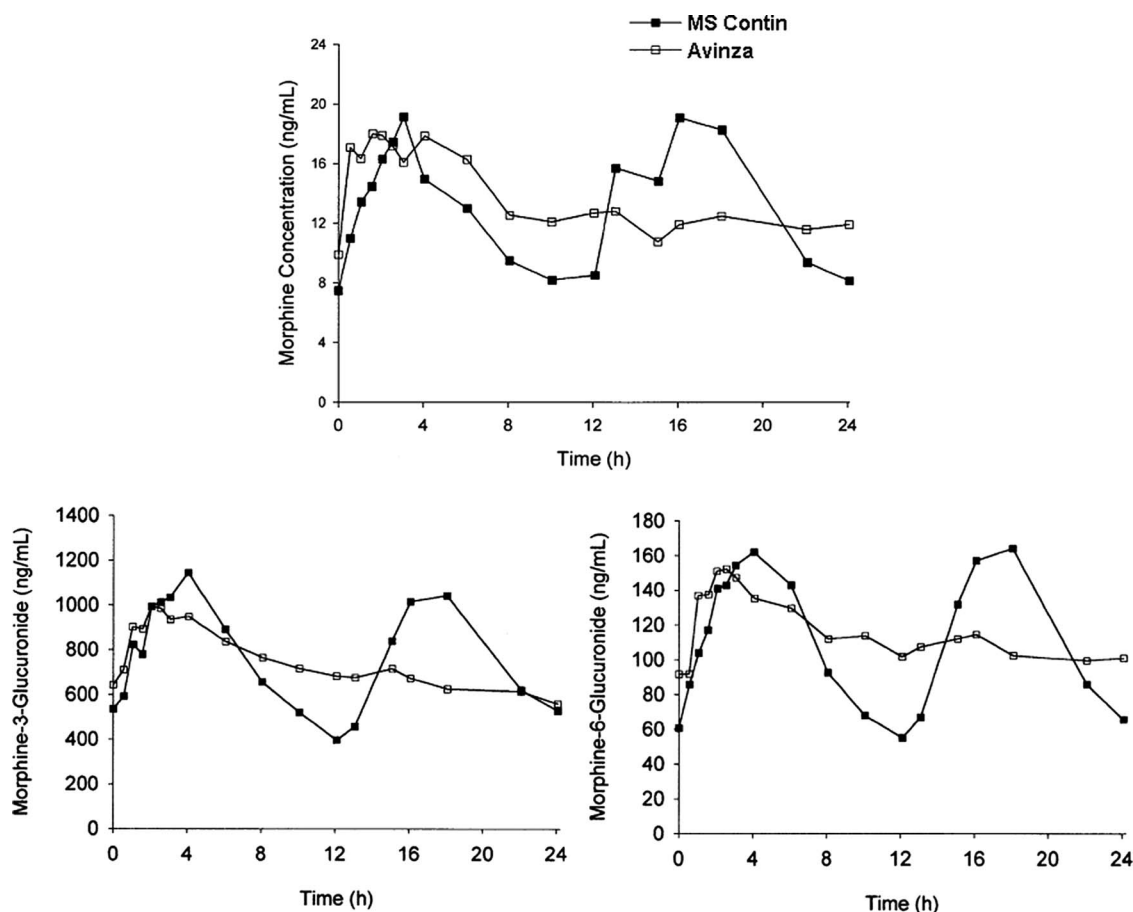 MS Contin
Avinza
Morphine Concentration (ng/mL)
24
20
16
12
8
4
0
0 4 8 12 16 20 24
Time (h)
Morphine-3-Glucuronide (ng/mL)
1400
1200
1000
800
600
400
200
0
0 4 8 12 16 20 24
Time (h)
Morphine-6-Glucuronide (ng/mL)
180
160
140
120
100
80
60
40
20
0
0 4 8 12 16 20 24
Time (h)